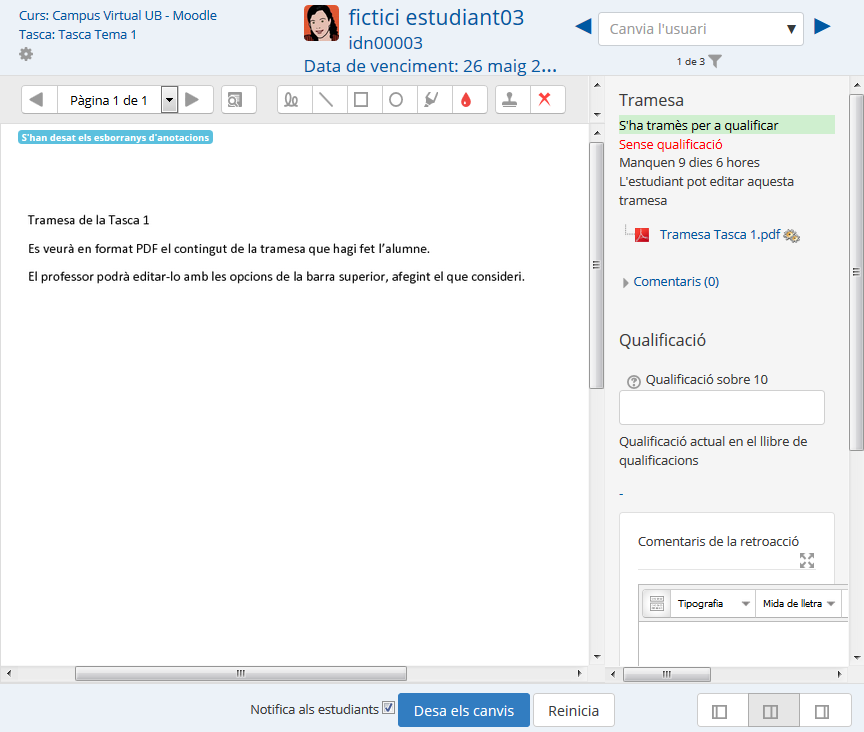 Curs: Campus Virtual UB - Moodle
Tasca: Tasca Tema 1
fictici estudiant03
idn00003
Data de venciment: 26 maig 2...
Canvia l'usuari
1 de 3
Pàgina 1 de 1
S'han desat els esborranys d'anotacions
Tramesa de la Tasca 1
Es veurà en format PDF el contingut de la tramesa que hagi fet l'alumne.
El professor podrà editar-lo amb les opcions de la barra superior, afegint el que consideri.
Tramesa
S'ha tramès per a qualificar
Sense qualificació
Manquen 9 dies 6 hores
L'estudiant pot editar aquesta
tramesa
Tramesa Tasca 1.pdf
Comentaris (0)
Qualificació
Qualificació sobre 10
Qualificació actual en el llibre de
qualificacions
-
Comentaris de la retroacció
Tipografia
Mida de lletra
Notifica als estudiants
Desa els canvis
Reinicia